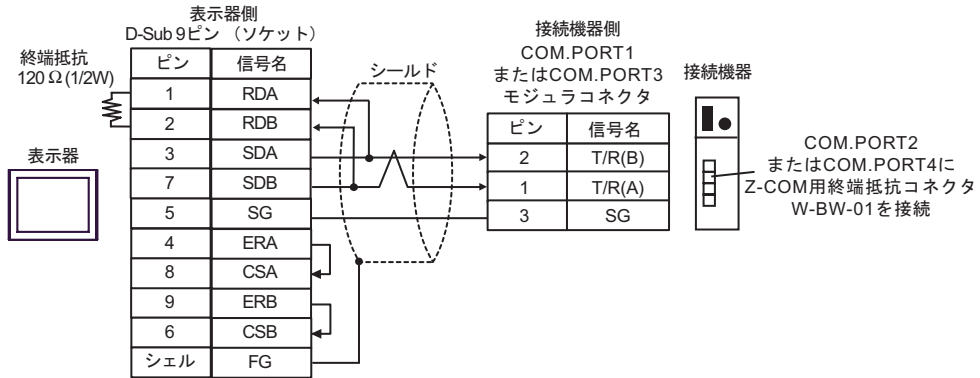 表示器側
D-Sub 9ピン （ソケット）
終端抵抗
120 Ω (1/2W)
表示器
ピン 信号名
1 RDA
2 RDB
3 SDA
7 SDB
5 SG
4 ERA
8 CSA
9 ERB
6 CSB
シェル FG
シールド
接続機器側
COM.PORT1
またはCOM.PORT3
モジュラコネクタ
ピン 信号名
2 T/R(B)
1 T/R(A)
3 SG
接続機器
COM.PORT2
またはCOM.PORT4に
Z-COM用終端抵抗コネクタ
W-BW-01を接続